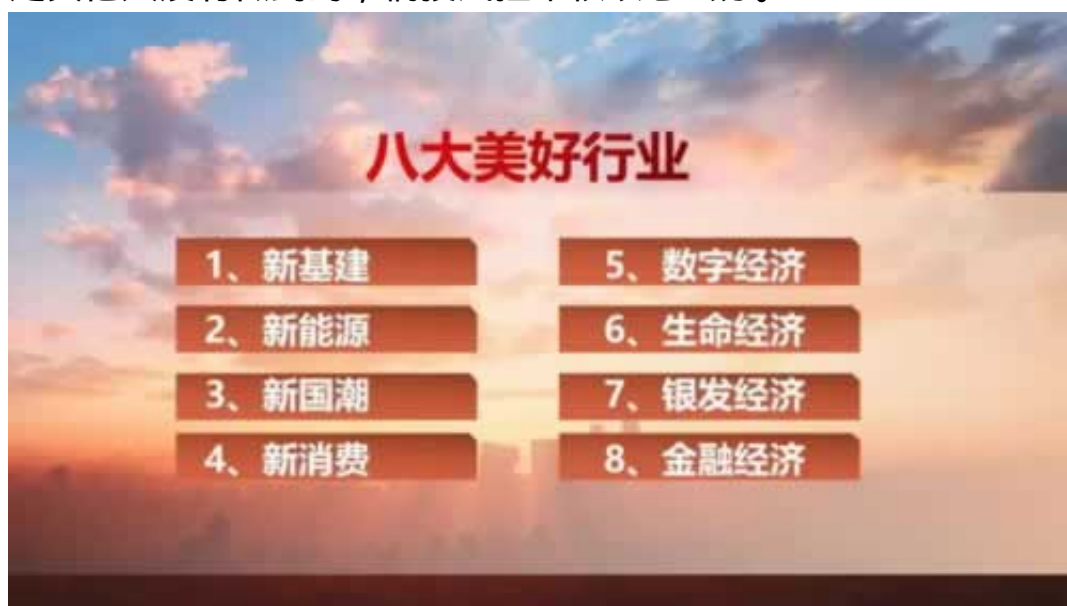 八大美好行业
1、新基建
2、新能源
3、新国潮
4、新消费
5、数字经济
6、生命经济
7、银发经济
8、金融经济